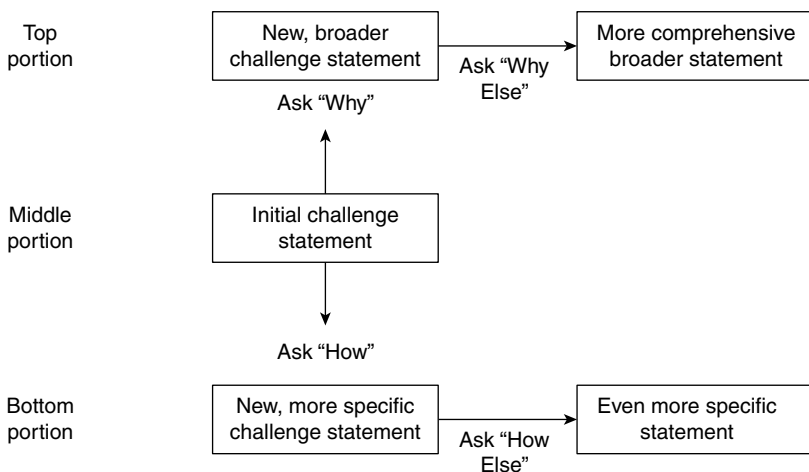 Top
portion
New, broader
challenge statement
Ask “Why
Else”
More comprehensive
broader statement
Ask “Why”
Middle
portion
Initial challenge
statement
Ask “How”
Bottom
portion
New, more specific
challenge statement
Ask “How
Else”
Even more specific
statement